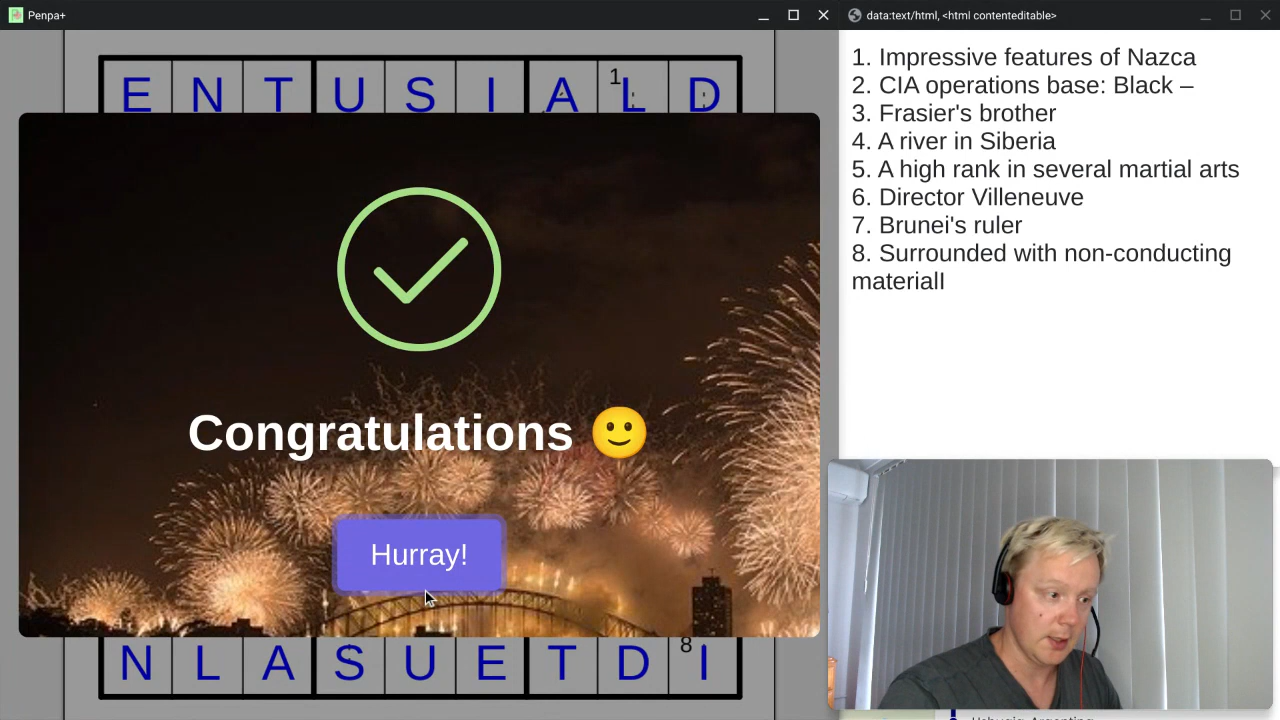 Penpa+
data:text/html, <html contenteditable>
E N T U S I A L D
1
1. Impressive features of Nazca
2. CIA operations base: Black –
3. Frasier's brother
4. A river in Siberia
5. A high rank in several martial arts
6. Director Villeneuve
7. Brunei's ruler
8. Surrounded with non-conducting
material
Congratulations 🙂
Hurray!
8
N L A S U E T D I